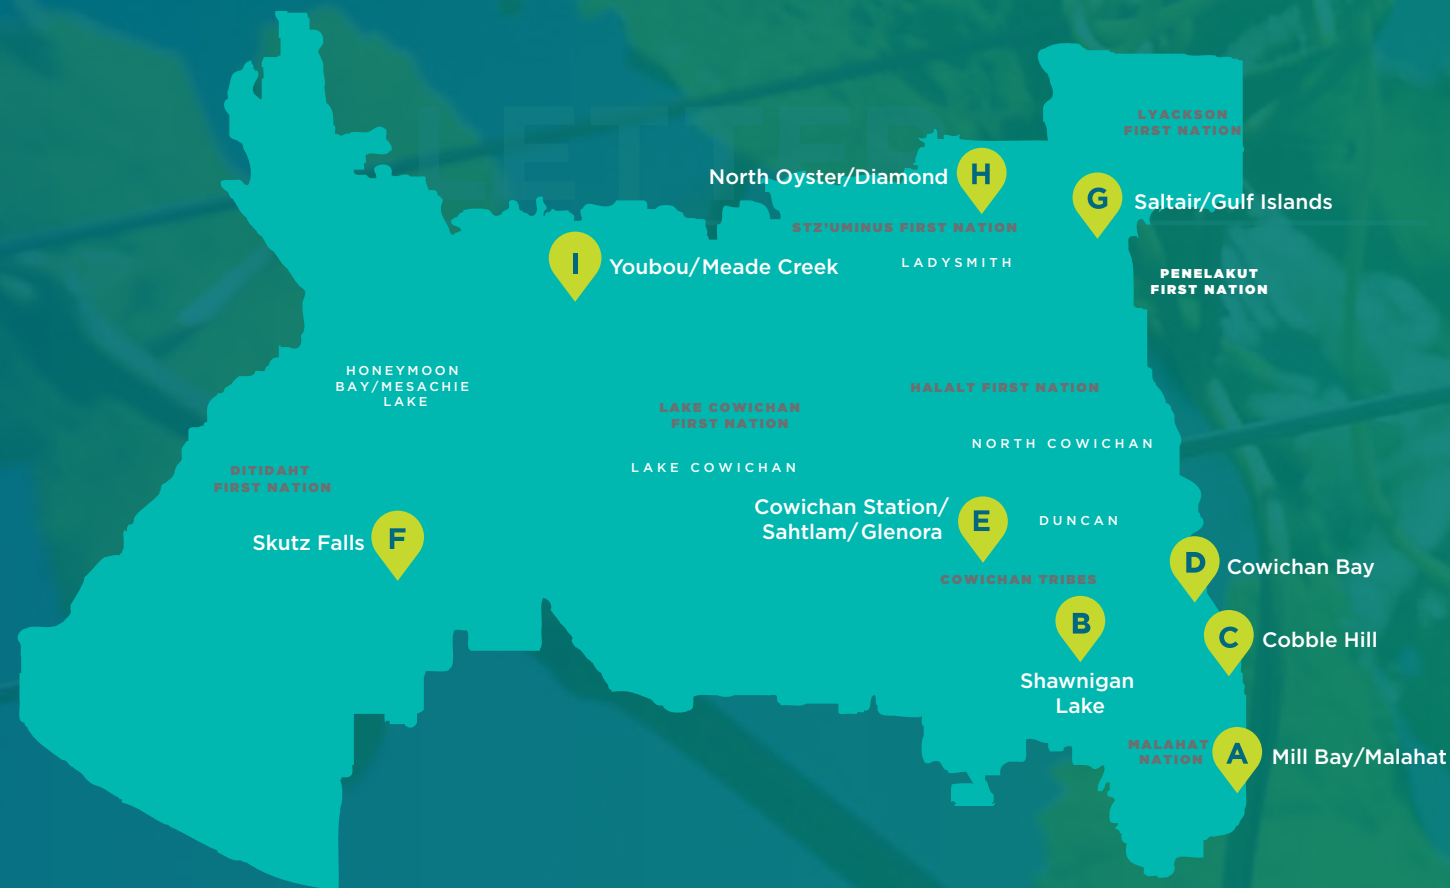 LETTER
LYACKSON
FIRST NATION
H
North Oyster/Diamond
G
Saltair/Gulf Islands
STZ'UMINUS FIRST NATION
LADYSMITH
I
Youbou/Meade Creek
PENELAKUT
FIRST NATION
HONEYMOON
BAY/MESACHIE
LAKE
HALALT FIRST NATION
LAKE COWICHAN
FIRST NATION
NORTH COWICHAN
LAKE COWICHAN
DITIDAHT
FIRST NATION
Cowichan Station/
Sahtlam/Glenora
E
DUNCAN
Skutz Falls
F
D
Cowichan Bay
COWICHAN TRIBES
B
Shawnigan
Lake
C
Cobble Hill
MALAHAT
NATION
A
Mill Bay/Malahat